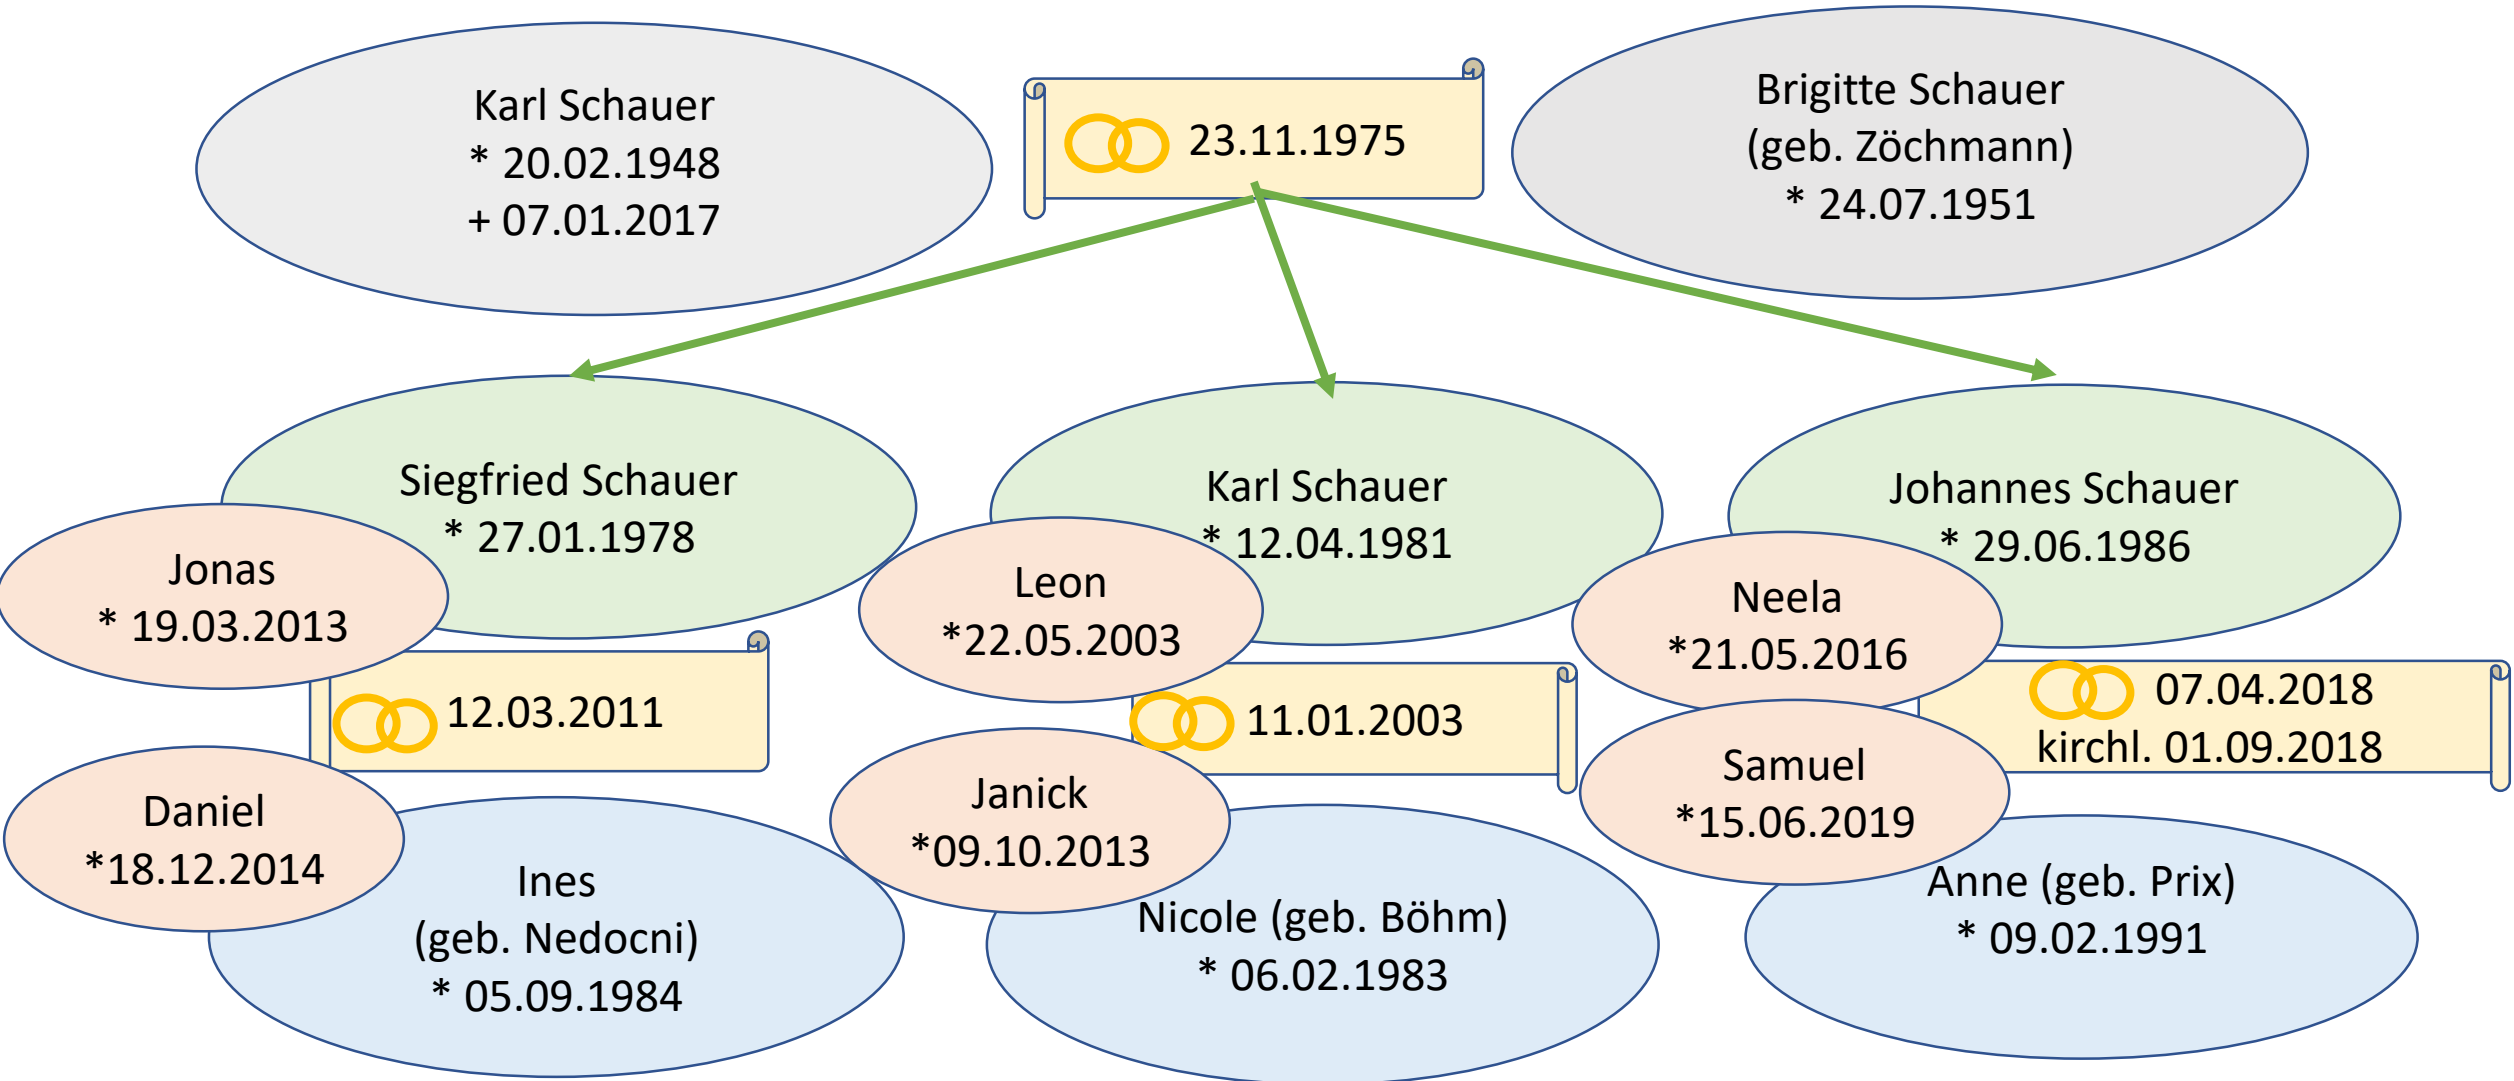 Karl Schauer
* 20.02.1948
+ 07.01.2017
23.11.1975
Brigitte Schauer
(geb. Zöchmann)
* 24.07.1951
Siegfried Schauer
* 27.01.1978
Karl Schauer
* 12.04.1981
Johannes Schauer
* 29.06.1986
Jonas
* 19.03.2013
Leon
*22.05.2003
Neela
*21.05.2016
12.03.2011
11.01.2003
07.04.2018
kirchl. 01.09.2018
Daniel
*18.12.2014
Janick
*09.10.2013
Samuel
*15.06.2019
Ines
(geb. Nedocni)
* 05.09.1984
Nicole (geb. Böhm)
* 06.02.1983
Anne (geb. Prix)
* 09.02.1991